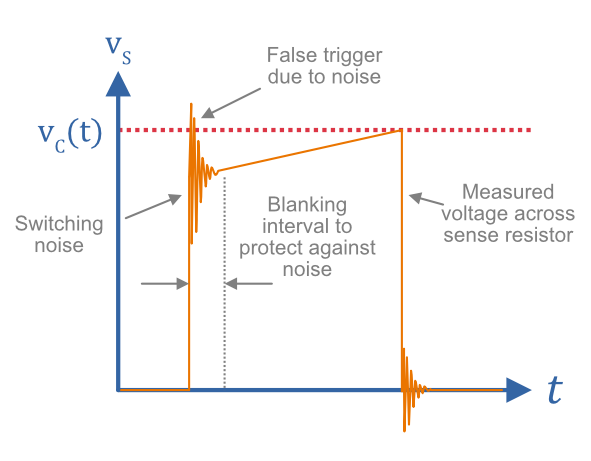 v_S
False trigger
due to noise
v_C(t)
Switching
noise
Blanking
interval to
protect against
noise
Measured
voltage across
sense resistor
t